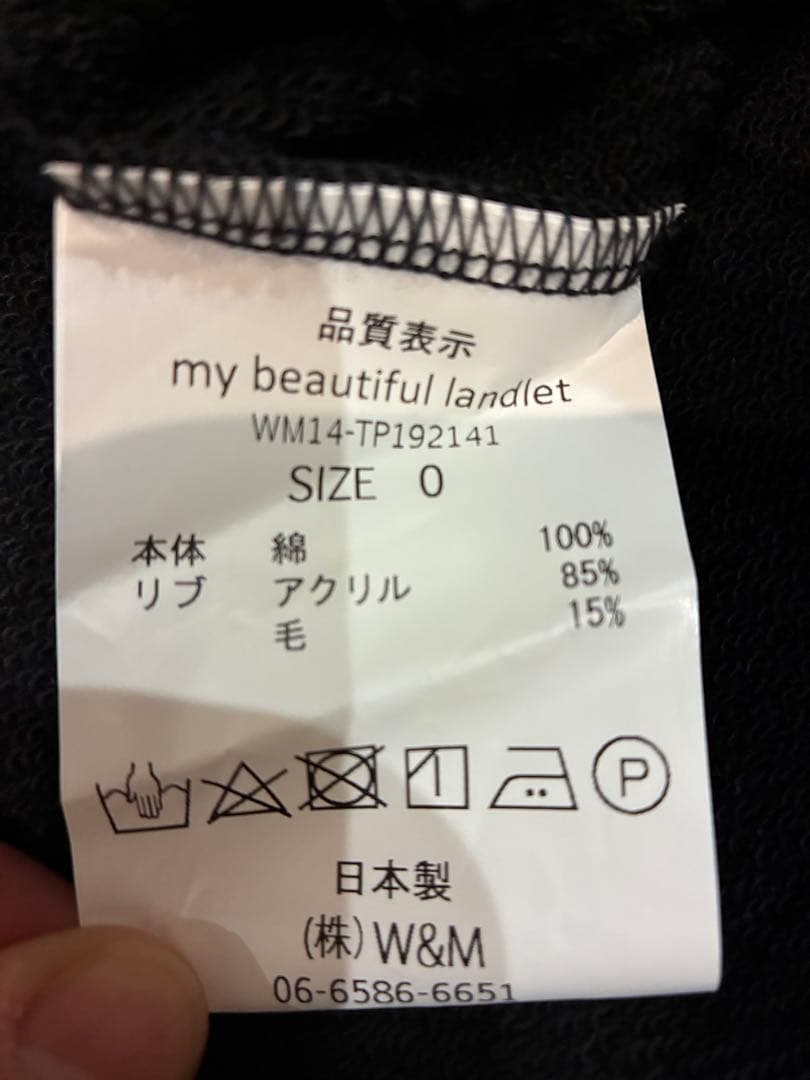 品質表示
my beautiful landlet
WM14-TP192141
SIZE 0
本体 綿 100%
リブ アクリル 85%
毛 15%
P
日本製
(株)W&M
06-6586-6651